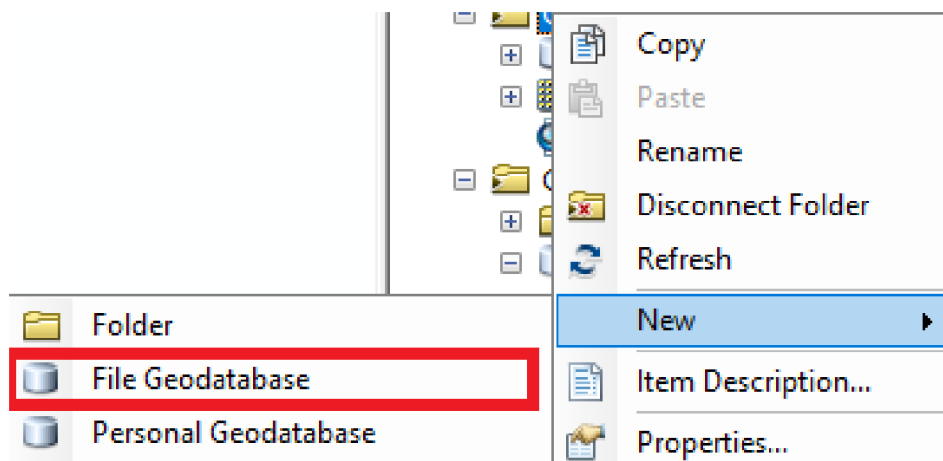 Copy
Paste
Rename
Disconnect Folder
Refresh
New
Item Description...
Properties...
Folder
File Geodatabase
Personal Geodatabase